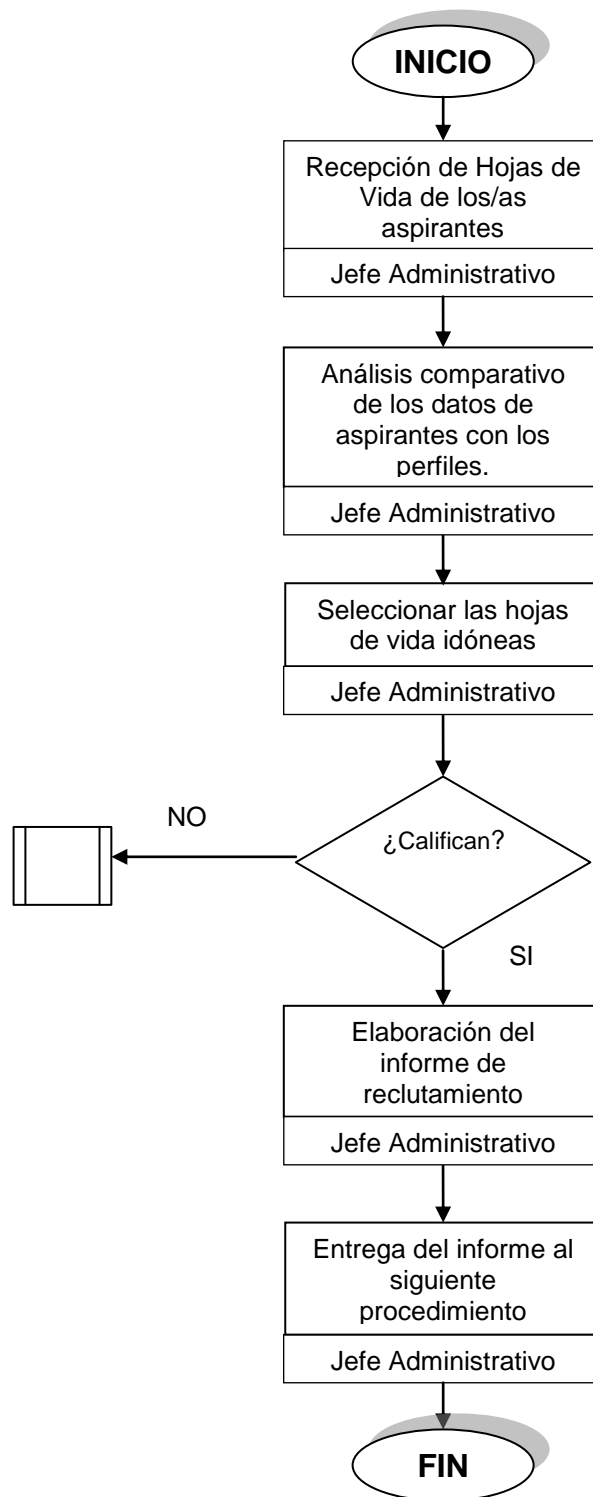 INICIO
Recepción de Hojas de
Vida de los/as
aspirantes
Jefe Administrativo
Análisis comparativo
de los datos de
aspirantes con los
perfiles.
Jefe Administrativo
Seleccionar las hojas
de vida idóneas
Jefe Administrativo
¿Califican?
NO
SI
Elaboración del
informe de
reclutamiento
Jefe Administrativo
Entrega del informe al
siguiente
procedimiento
Jefe Administrativo
FIN